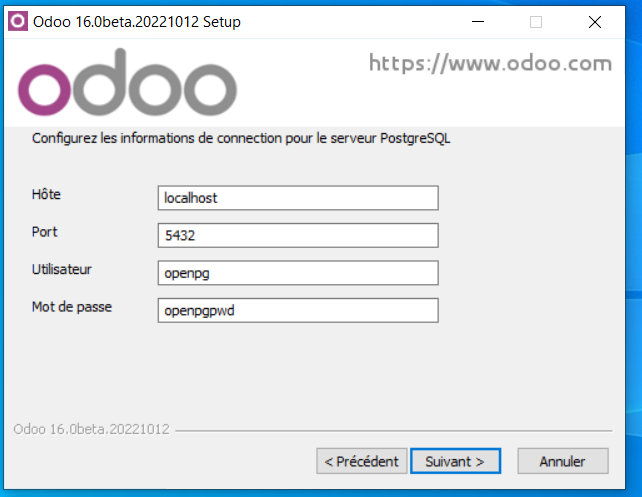 Odoo 16.0beta.20221012 Setup
odoo
https://www.odoo.com
Configurez les informations de connection pour le serveur PostgreSQL
Hôte
localhost
Port
5432
Utilisateur
openpg
Mot de passe
openpgpwd
Odoo 16.0beta.20221012
< Précédent
Suivant >
Annuler